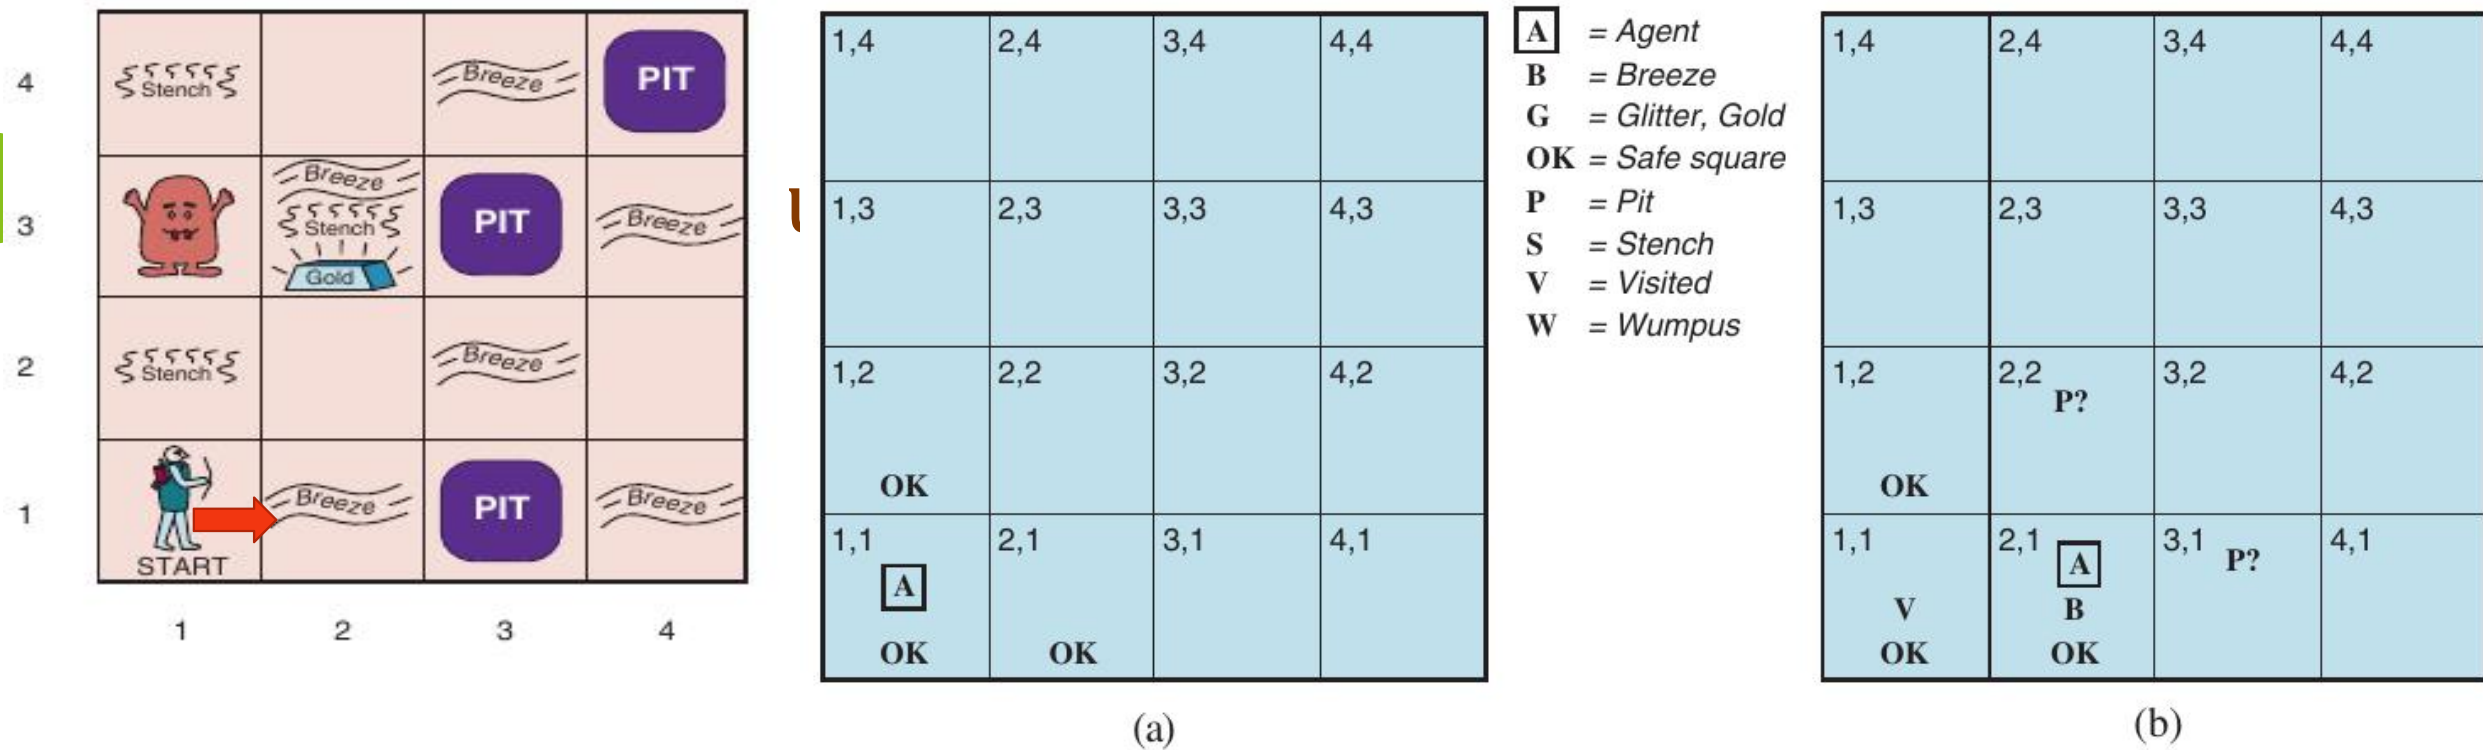 4
Stench
Breeze
PIT
3
Breeze
Stench
Gold
PIT
Breeze
2
Stench
Breeze
1
START
Breeze
PIT
Breeze
1 2 3 4
1,4 2,4 3,4 4,4
1,3 2,3 3,3 4,3
1,2 2,2 3,2 4,2
OK
1,1 2,1 3,1 4,1
A
OK OK
(a)
A = Agent
B = Breeze
G = Glitter, Gold
OK = Safe square
P = Pit
S = Stench
V = Visited
W = Wumpus
1,4 2,4 3,4 4,4
1,3 2,3 3,3 4,3
1,2 2,2 3,2 4,2
P?
OK
1,1 2,1 3,1 4,1
A P?
V B
OK OK
(b)